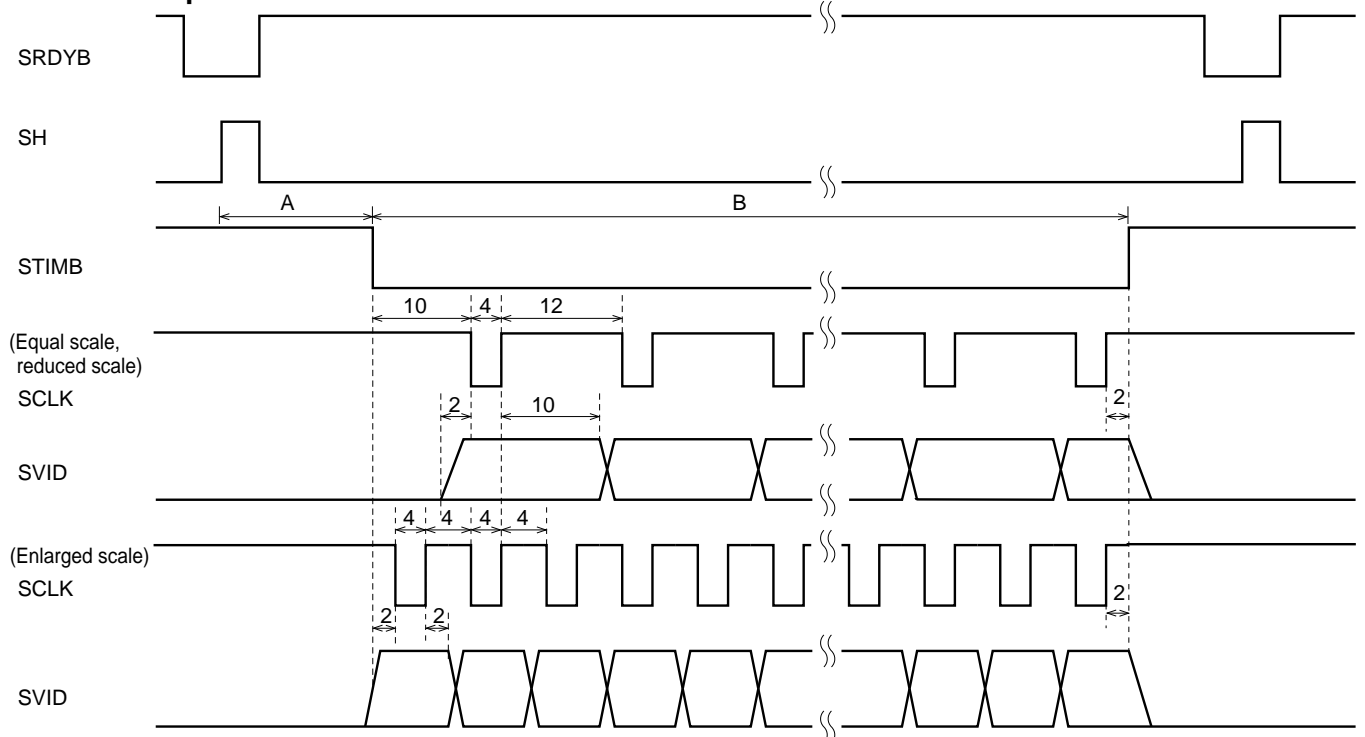 SRDYB
SH
A B
STIMB
10 4 12
(Equal scale,
reduced scale)
SCLK
2 10 2
SVID
4 4 4 4
(Enlarged scale)
SCLK
2 2 2
SVID